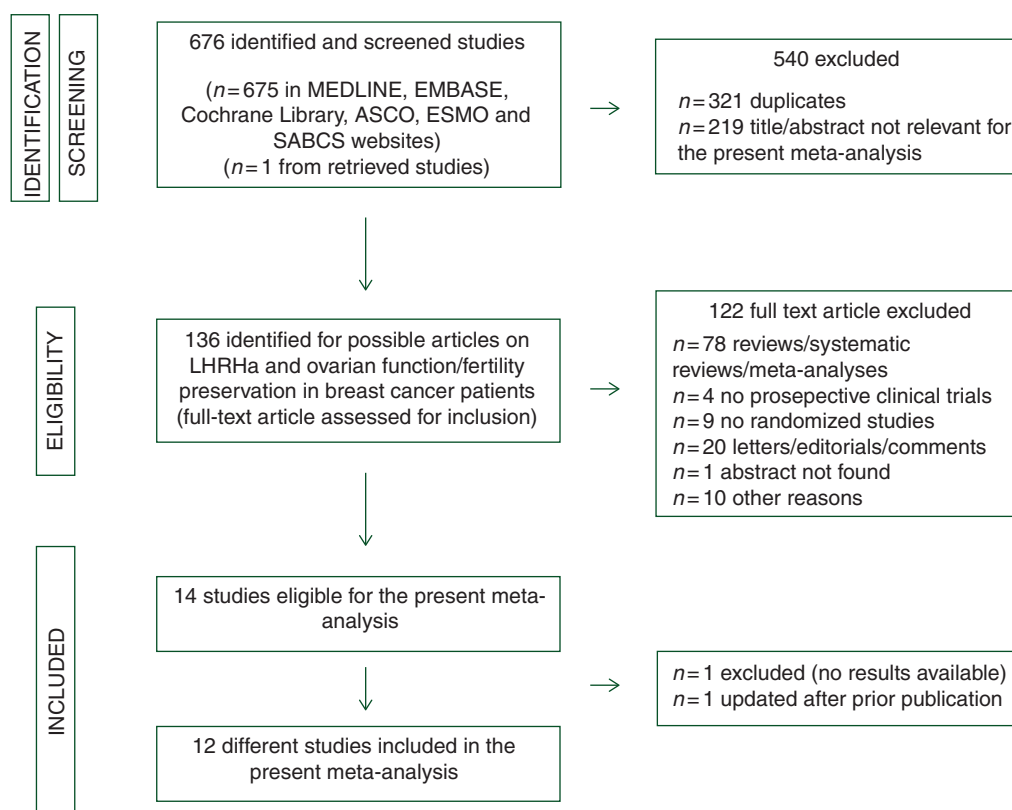 IDENTIFICATION
SCREENING
676 identified and screened studies
(n=675 in MEDLINE, EMBASE,
Cochrane Library, ASCO, ESMO and
SABCS websites)
(n=1 from retrieved studies)
540 excluded
n=321 duplicates
n=219 title/abstract not relevant for
the present meta-analysis
ELIGIBILITY
136 identified for possible articles on
LHRHa and ovarian function/fertility
preservation in breast cancer patients
(full-text article assessed for inclusion)
122 full text article excluded
n=78 reviews/systematic
reviews/meta-analyses
n=4 no prosepective clinical trials
n=9 no randomized studies
n=20 letters/editorials/comments
n=1 abstract not found
n=10 other reasons
INCLUDED
14 studies eligible for the present meta-
analysis
n=1 excluded (no results available)
n=1 updated after prior publication
12 different studies included in the
present meta-analysis